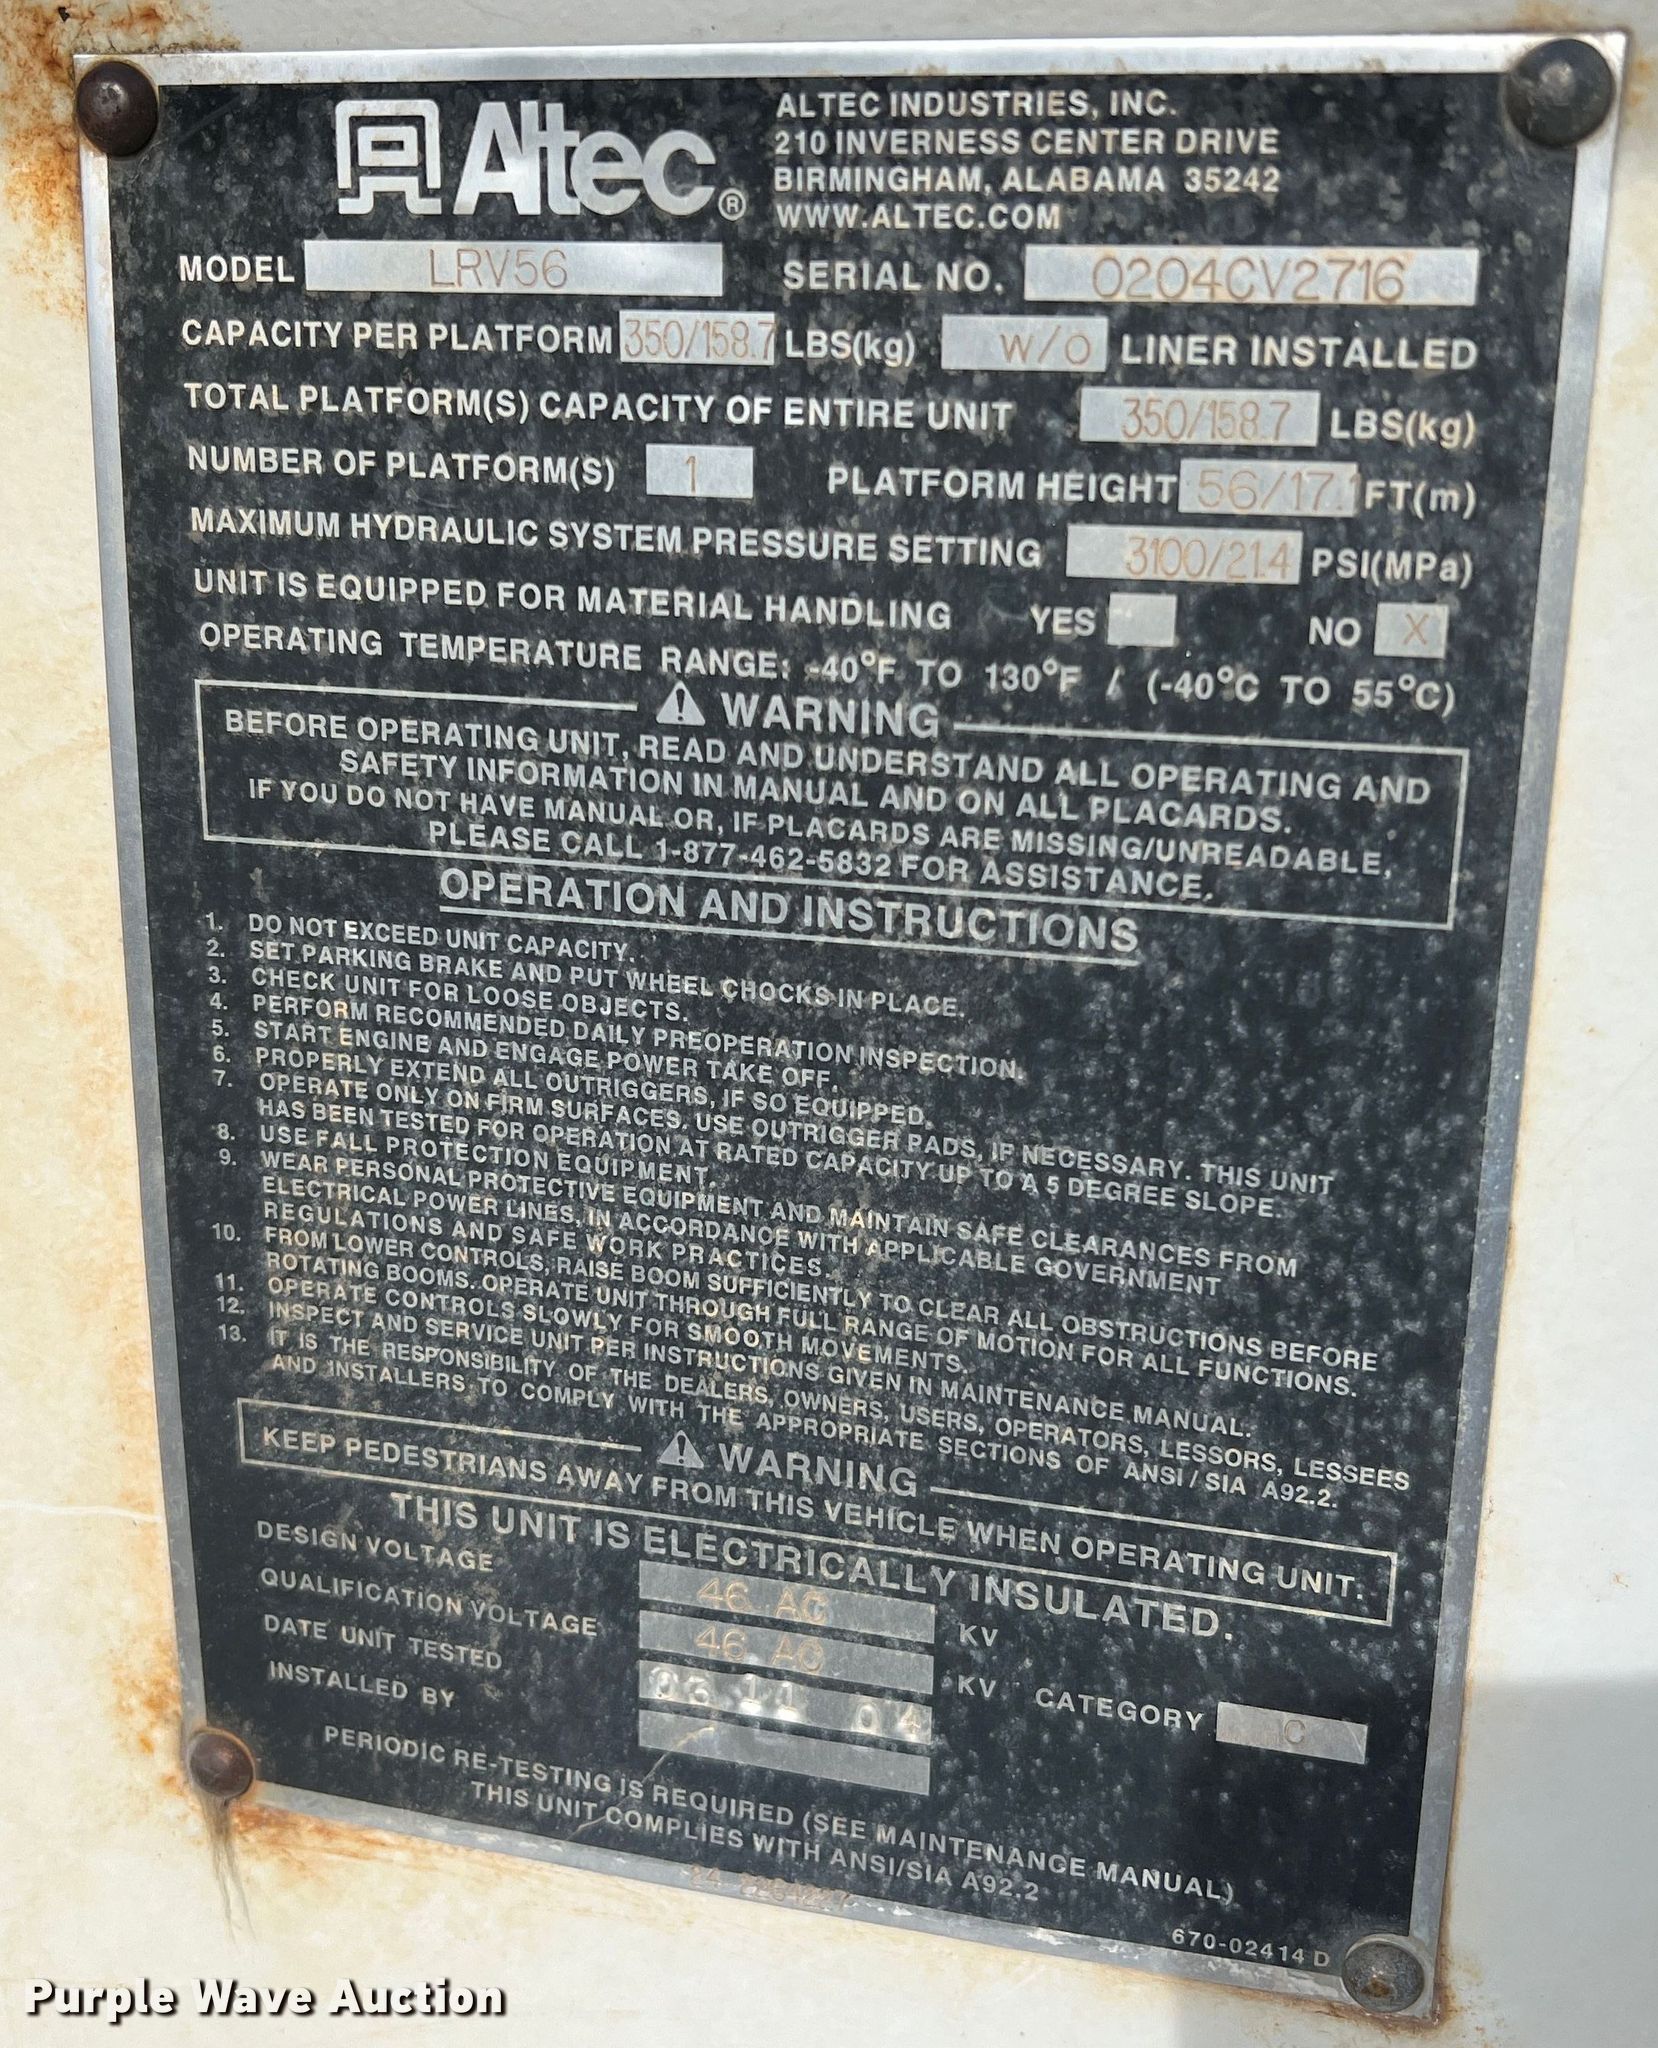 Altec®
ALTEC INDUSTRIES, INC.
210 INVERNESS CENTER DRIVE
BIRMINGHAM, ALABAMA 35242
WWW.ALTEC.COM
MODEL LRV56 SERIAL NO. 0204CV2716
CAPACITY PER PLATFORM 350/158.7 LBS(kg) W/O LINER INSTALLED
TOTAL PLATFORM(S) CAPACITY OF ENTIRE UNIT 350/158.7 LBS(kg)
NUMBER OF PLATFORM(S) 1 PLATFORM HEIGHT 56/17.1 FT(m)
MAXIMUM HYDRAULIC SYSTEM PRESSURE SETTING 3100/21.4 PSI(MPa)
UNIT IS EQUIPPED FOR MATERIAL HANDLING YES NO X
OPERATING TEMPERATURE RANGE: -40°F TO 130°F / (-40°C TO 55°C)
WARNING
BEFORE OPERATING UNIT, READ AND UNDERSTAND ALL OPERATING AND
SAFETY INFORMATION IN MANUAL AND ON ALL PLACARDS.
IF YOU DO NOT HAVE MANUAL OR, IF PLACARDS ARE MISSING/UNREADABLE,
PLEASE CALL 1-877-462-5832 FOR ASSISTANCE.
OPERATION AND INSTRUCTIONS
1. DO NOT EXCEED UNIT CAPACITY.
2. SET PARKING BRAKE AND PUT WHEEL CHOCKS IN PLACE.
3. CHECK UNIT FOR LOOSE OBJECTS.
4. PERFORM RECOMMENDED DAILY PREOPERATION INSPECTION.
5. START ENGINE AND ENGAGE POWER TAKE OFF.
6. PROPERLY EXTEND ALL OUTRIGGERS, IF SO EQUIPPED.
7. OPERATE ONLY ON FIRM SURFACES. USE OUTRIGGER PADS, IF NECESSARY. THIS UNIT
HAS BEEN TESTED FOR OPERATION AT RATED CAPACITY UP TO A 5 DEGREE SLOPE.
8. USE FALL PROTECTION EQUIPMENT.
9. WEAR PERSONAL PROTECTIVE EQUIPMENT AND MAINTAIN SAFE CLEARANCES FROM
ELECTRICAL POWER LINES, IN ACCORDANCE WITH APPLICABLE GOVERNMENT
REGULATIONS AND SAFE WORK PRACTICES.
10. FROM LOWER CONTROLS, RAISE BOOM SUFFICIENTLY TO CLEAR ALL OBSTRUCTIONS BEFORE
ROTATING BOOMS. OPERATE UNIT THROUGH FULL RANGE OF MOTION FOR ALL FUNCTIONS.
11. OPERATE CONTROLS SLOWLY FOR SMOOTH MOVEMENTS.
12. INSPECT AND SERVICE UNIT PER INSTRUCTIONS GIVEN IN MAINTENANCE MANUAL.
13. IT IS THE RESPONSIBILITY OF THE DEALERS, OWNERS, USERS, OPERATORS, LESSORS, LESSEES
AND INSTALLERS TO COMPLY WITH THE APPROPRIATE SECTIONS OF ANSI / SIA A92.2.
WARNING
KEEP PEDESTRIANS AWAY FROM THIS VEHICLE WHEN OPERATING UNIT.
THIS UNIT IS ELECTRICALLY INSULATED.
DESIGN VOLTAGE 46 AC KV
QUALIFICATION VOLTAGE 46 AC KV CATEGORY C
DATE UNIT TESTED 03 11 04
INSTALLED BY
PERIODIC RE-TESTING IS REQUIRED (SEE MAINTENANCE MANUAL)
THIS UNIT COMPLIES WITH ANSI/SIA A92.2
670-02414 D
Purple Wave Auction